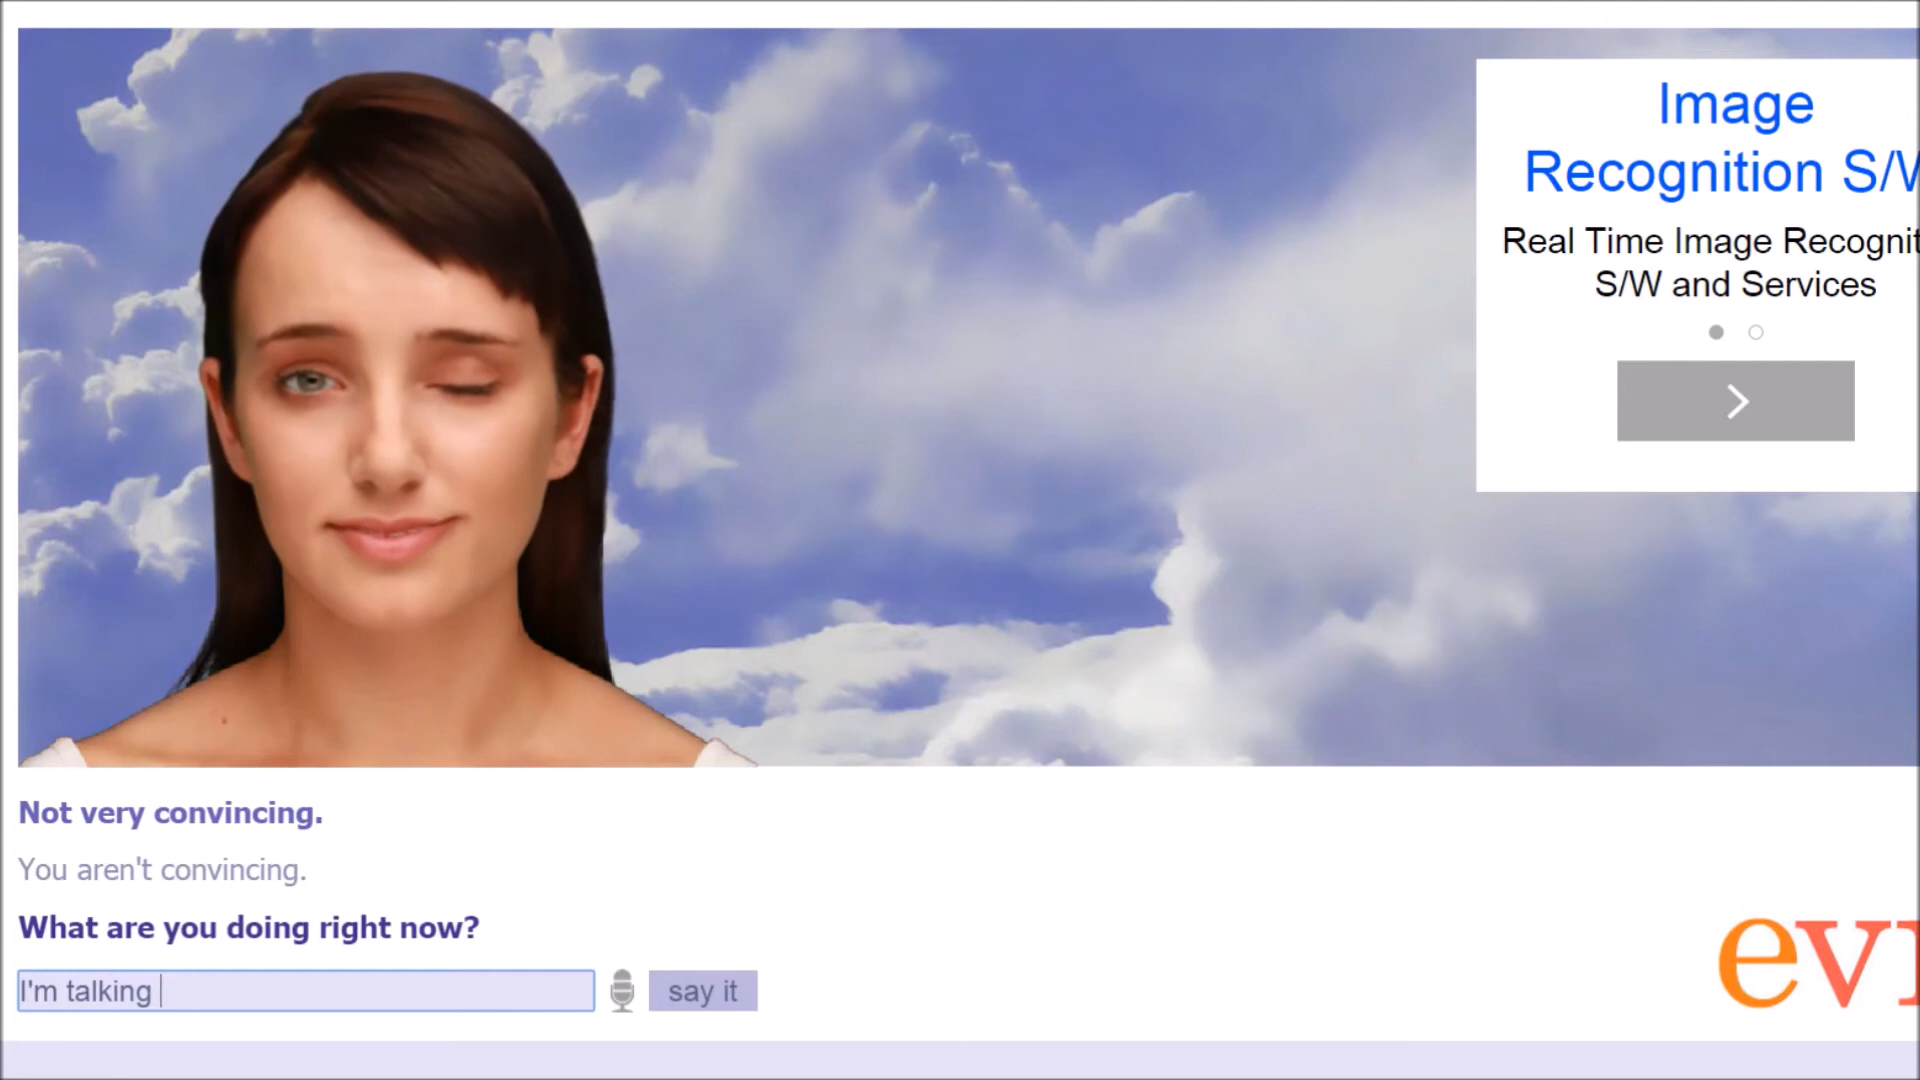 Image
Recognition S/
Real Time Image Recognit
S/W and Services
Not very convincing.
You aren't convincing.
What are you doing right now?
I'm talking
say it
ev